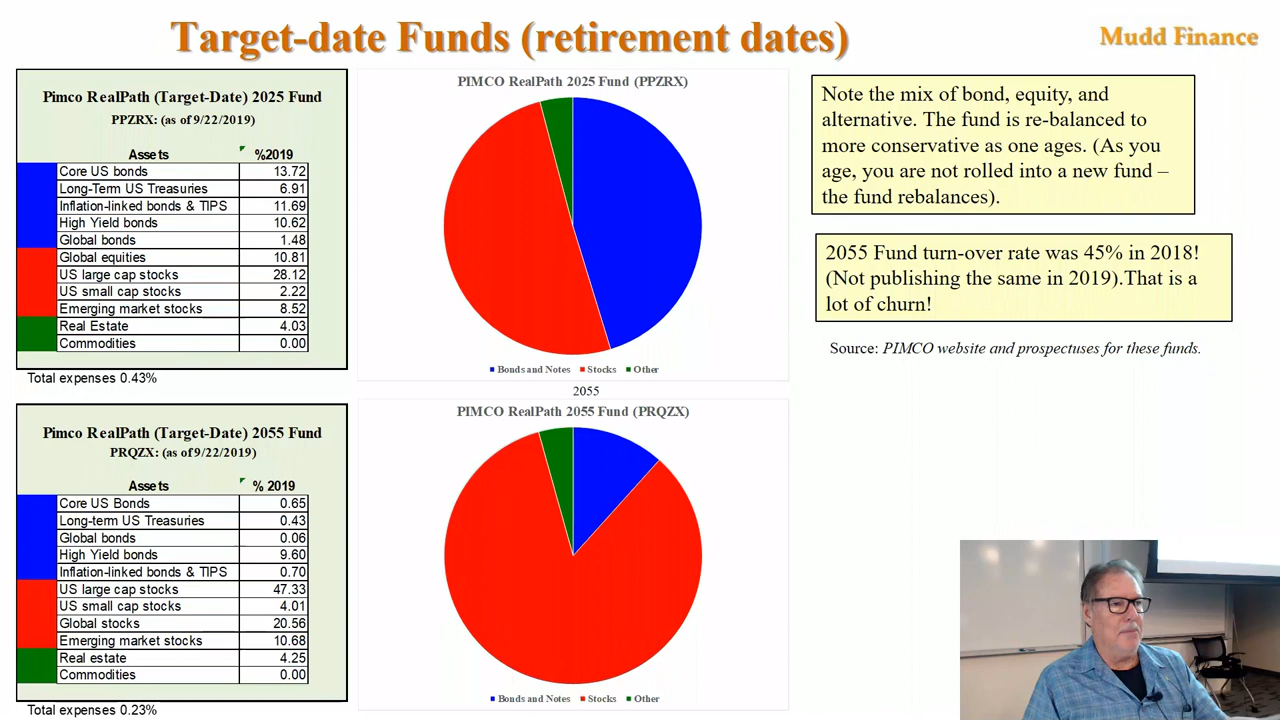 Target-date Funds (retirement dates)
Mudd Finance
Pimco RealPath (Target-Date) 2025 Fund
PPZRX: (as of 9/22/2019)
Assets %2019
Core US bonds 13.72
Long-Term US Treasuries 6.91
Inflation-linked bonds & TIPS 11.69
High Yield bonds 10.62
Global bonds 1.48
Global equities 10.81
US large cap stocks 28.12
US small cap stocks 2.22
Emerging market stocks 8.52
Real Estate 4.03
Commodities 0.00
Total expenses 0.43%
PIMCO RealPath 2025 Fund (PPZRX)
Bonds and Notes Stocks Other
Note the mix of bond, equity, and
alternative. The fund is re-balanced to
more conservative as one ages. (As you
age, you are not rolled into a new fund –
the fund rebalances).
2055 Fund turn-over rate was 45% in 2018!
(Not publishing the same in 2019).That is a
lot of churn!
Source: PIMCO website and prospectuses for these funds.
Pimco RealPath (Target-Date) 2055 Fund
PRQZX: (as of 9/22/2019)
Assets % 2019
Core US Bonds 0.65
Long-term US Treasuries 0.43
Global bonds 0.06
High Yield bonds 9.60
Inflation-linked bonds & TIPS 0.70
US large cap stocks 47.33
US small cap stocks 4.01
Global stocks 20.56
Emerging market stocks 10.68
Real estate 4.25
Commodities 0.00
Total expenses 0.23%
2055
PIMCO RealPath 2055 Fund (PRQZX)
Bonds and Notes Stocks Other